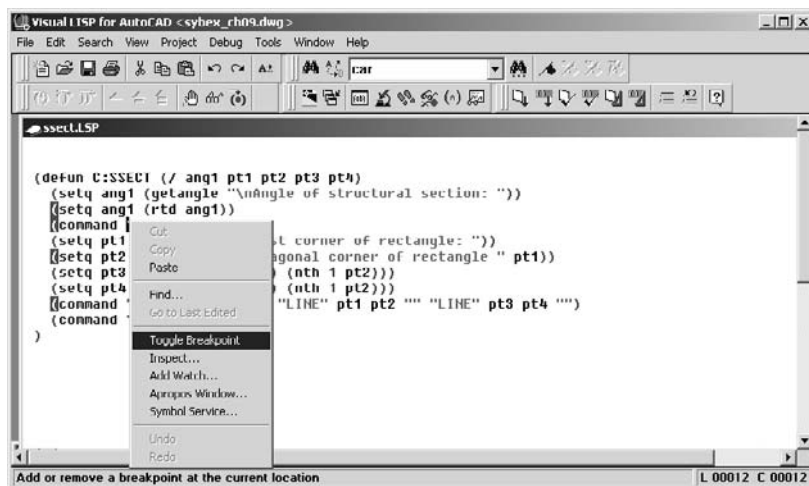 Visual LISP for AutoCAD <sybex_ch09.dwg>
File Edit Search View Project Debug Tools Window Help
car
ssect.LSP
(defun C:SSECT (/ ang1 pt1 pt2 pt3 pt4)
(setq ang1 (getangle "\nAngle of structural section: "))
(setq ang1 (rtd ang1))
(command
(setq pt1 t corner of rectangle: "))
(setq pt2 agonal corner of rectangle " pt1))
(setq pt3 ) (nth 1 pt2)))
(setq pt4 ) (nth 1 pt2)))
(command " "LINE" pt1 pt2 "" "LINE" pt3 pt4 "")
(command "
)
Cut
Copy
Paste
Find...
Go to Last Edited
Toggle Breakpoint
Inspect...
Add Watch...
Apropos Window...
Symbol Service...
Undo
Redo
Add or remove a breakpoint at the current location
L 00012 C 00012